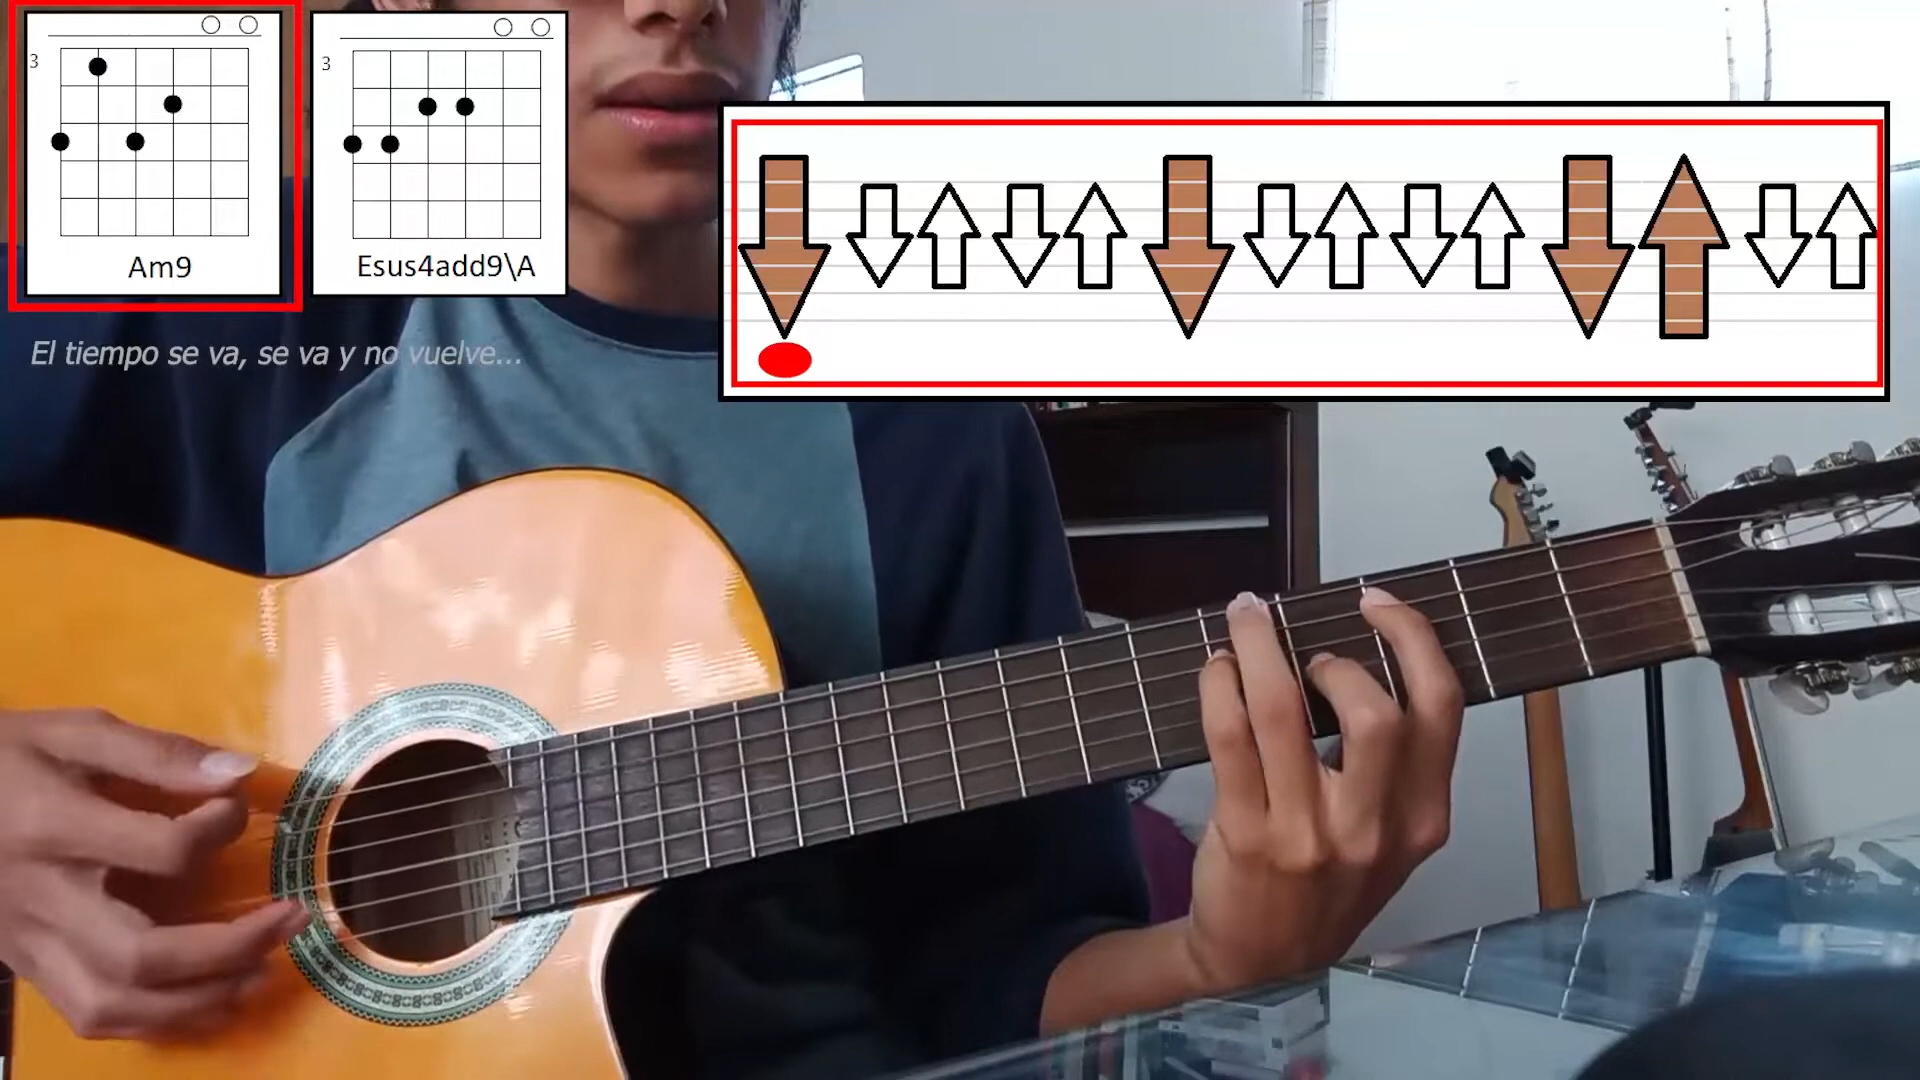 3
Am9
3
Esus4add9\A
El tiempo se va, se va y no vuelve...